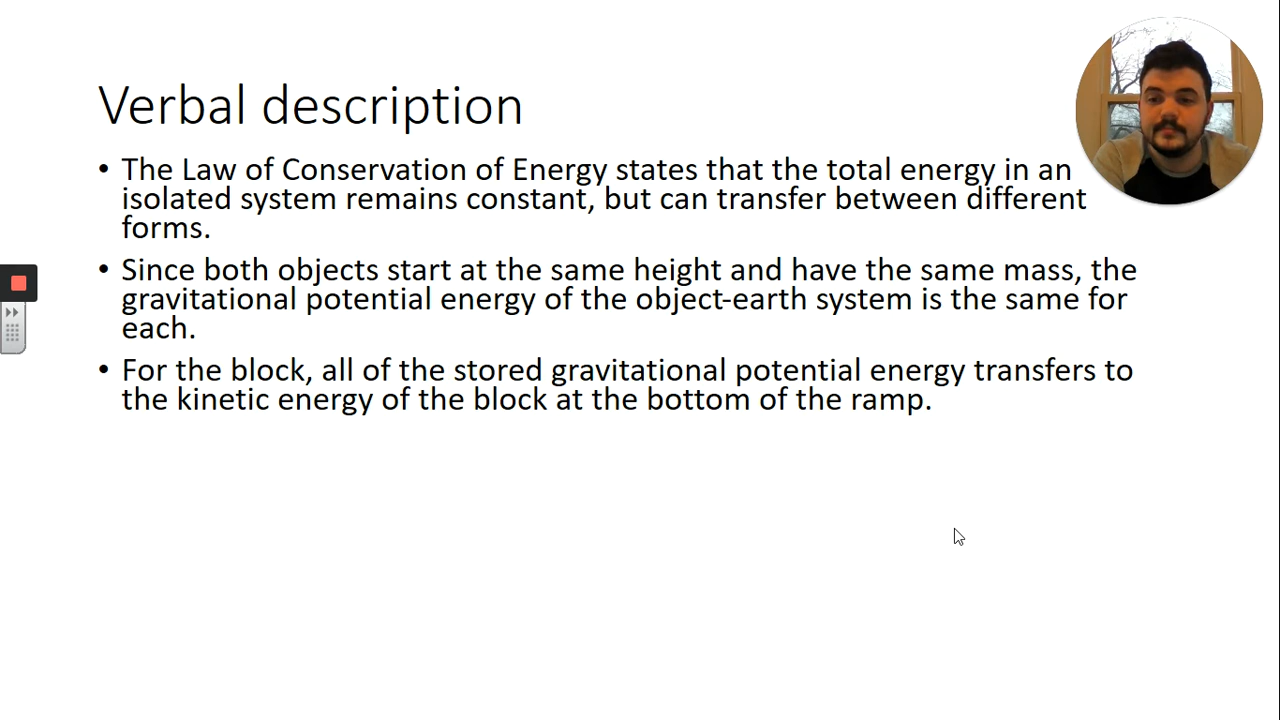 Verbal description
• The Law of Conservation of Energy states that the total energy in an
isolated system remains constant, but can transfer between different
forms.
• Since both objects start at the same height and have the same mass, the
gravitational potential energy of the object-earth system is the same for
each.
• For the block, all of the stored gravitational potential energy transfers to
the kinetic energy of the block at the bottom of the ramp.